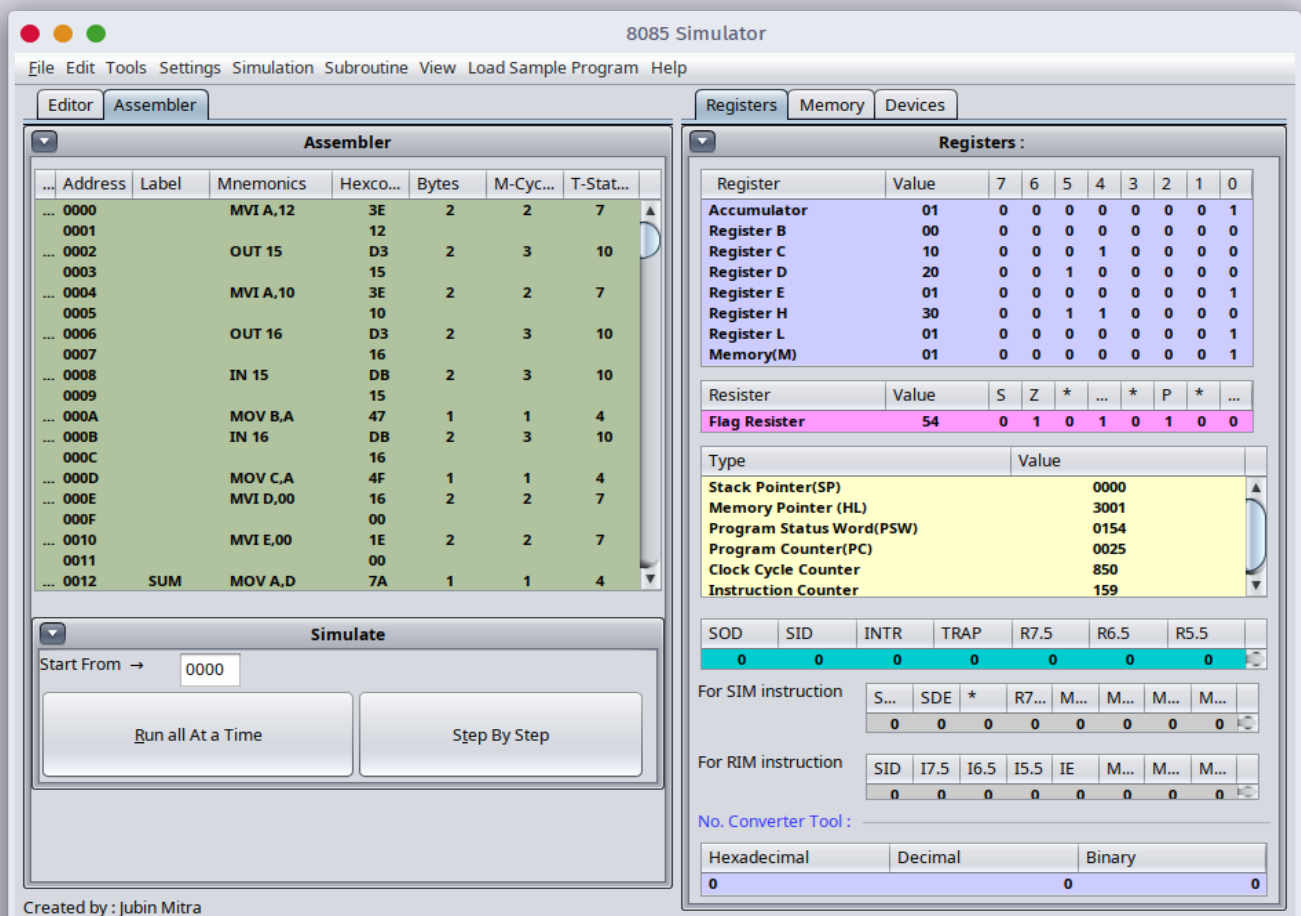 8085 Simulator
File Edit Tools Settings Simulation Subroutine View Load Sample Program Help
Editor Assembler
Assembler
... Address Label Mnemonics Hexco... Bytes M-Cyc... T-Stat...
... 0000 MVI A,12 3E 2 2 7
0001 12
... 0002 OUT 15 D3 2 3 10
0003 15
... 0004 MVI A,10 3E 2 2 7
0005 10
... 0006 OUT 16 D3 2 3 10
0007 16
... 0008 IN 15 DB 2 3 10
0009 15
... 000A MOV B,A 47 1 1 4
... 000B IN 16 DB 2 3 10
000C 16
... 000D MOV C,A 4F 1 1 4
... 000E MVI D,00 16 2 2 7
000F 00
... 0010 MVI E,00 1E 2 2 7
0011 00
... 0012 SUM MOV A,D 7A 1 1 4
Simulate
Start From → 0000
Run all At a Time Step By Step
Created by : Jubin Mitra
Registers Memory Devices
Registers :
Register Value 7 6 5 4 3 2 1 0
Accumulator 01 0 0 0 0 0 0 0 1
Register B 00 0 0 0 0 0 0 0 0
Register C 10 0 0 0 1 0 0 0 0
Register D 20 0 0 1 0 0 0 0 0
Register E 01 0 0 0 0 0 0 0 1
Register H 30 0 0 1 1 0 0 0 0
Register L 01 0 0 0 0 0 0 0 1
Memory(M) 01 0 0 0 0 0 0 0 1
Resister Value S Z * ... * P * ...
Flag Resister 54 0 1 0 1 0 1 0 0
Type Value
Stack Pointer(SP) 0000
Memory Pointer (HL) 3001
Program Status Word(PSW) 0154
Program Counter(PC) 0025
Clock Cycle Counter 850
Instruction Counter 159
SOD SID INTR TRAP R7.5 R6.5 R5.5
0 0 0 0 0 0 0
For SIM instruction
S... SDE * R7... M... M... M... M...
0 0 0 0 0 0 0 0
For RIM instruction
SID I7.5 I6.5 I5.5 IE M... M... M...
0 0 0 0 0 0 0 0
No. Converter Tool :
Hexadecimal Decimal Binary
0 0 0